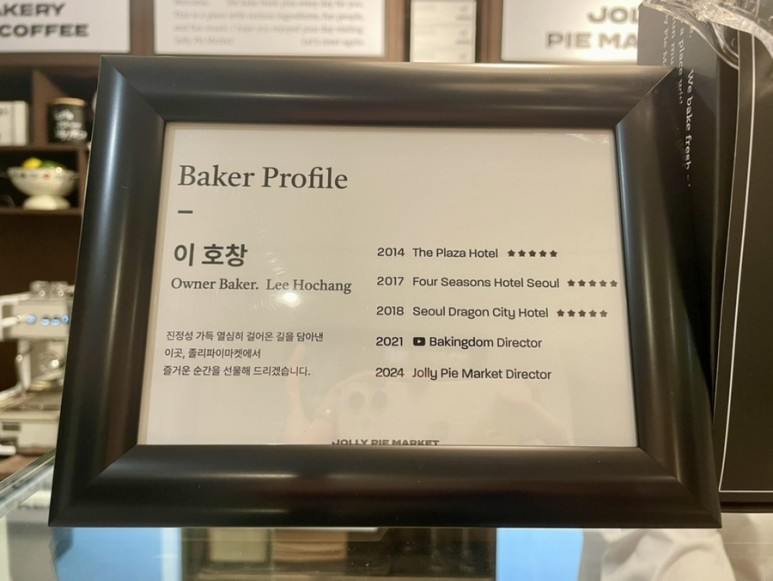 AKERY
COFFEE
JOL
PIE MA
We bake fresh
Baker Profile
이 호창
Owner Baker. Lee Hochang
진정성 가득 열심히 걸어온 길을 담아낸
이곳, 졸리파이마켓에서
즐거운 순간을 선물해 드리겠습니다.
2014 The Plaza Hotel ★★★★★
2017 Four Seasons Hotel Seoul ★★★★★
2018 Seoul Dragon City Hotel ★★★★★
2021 Bakingdom Director
2024 Jolly Pie Market Director
JOLLY PIE MARKET